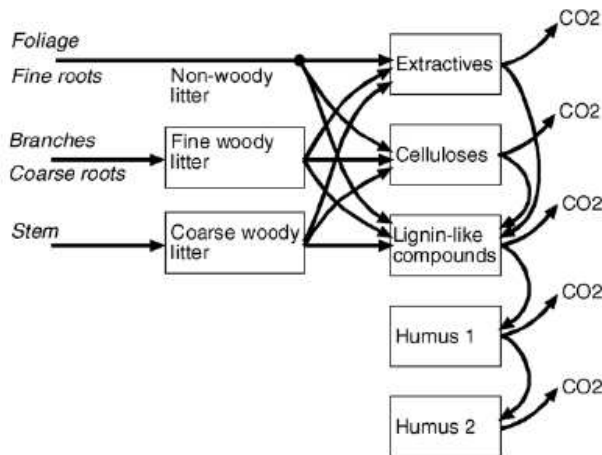 Foliage
Fine roots
Non-woody
litter
Branches
Coarse roots
Fine woody
litter
Stem
Coarse woody
litter
Extractives
CO2
Celluloses
CO2
Lignin-like
compounds
CO2
Humus 1
CO2
Humus 2
CO2